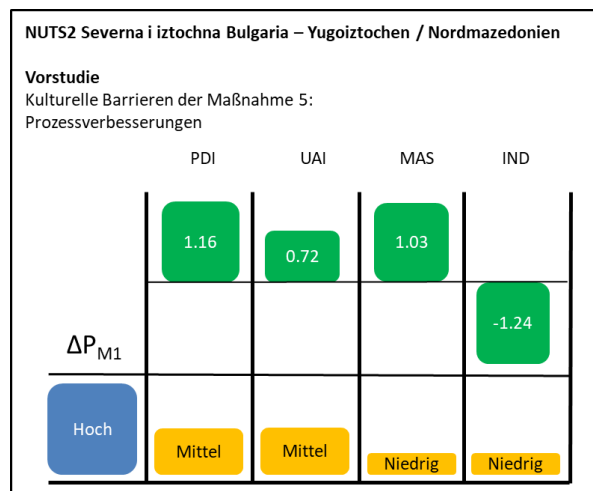 NUTS2 Severna i iztochna Bulgaria – Yugoiztochen / Nordmazedonien
Vorstudie
Kulturelle Barrieren der Maßnahme 5:
Prozessverbesserungen
PDI UAI MAS IND
1.16 0.72 1.03
-1.24
ΔPM1
Hoch Mittel Mittel Niedrig Niedrig